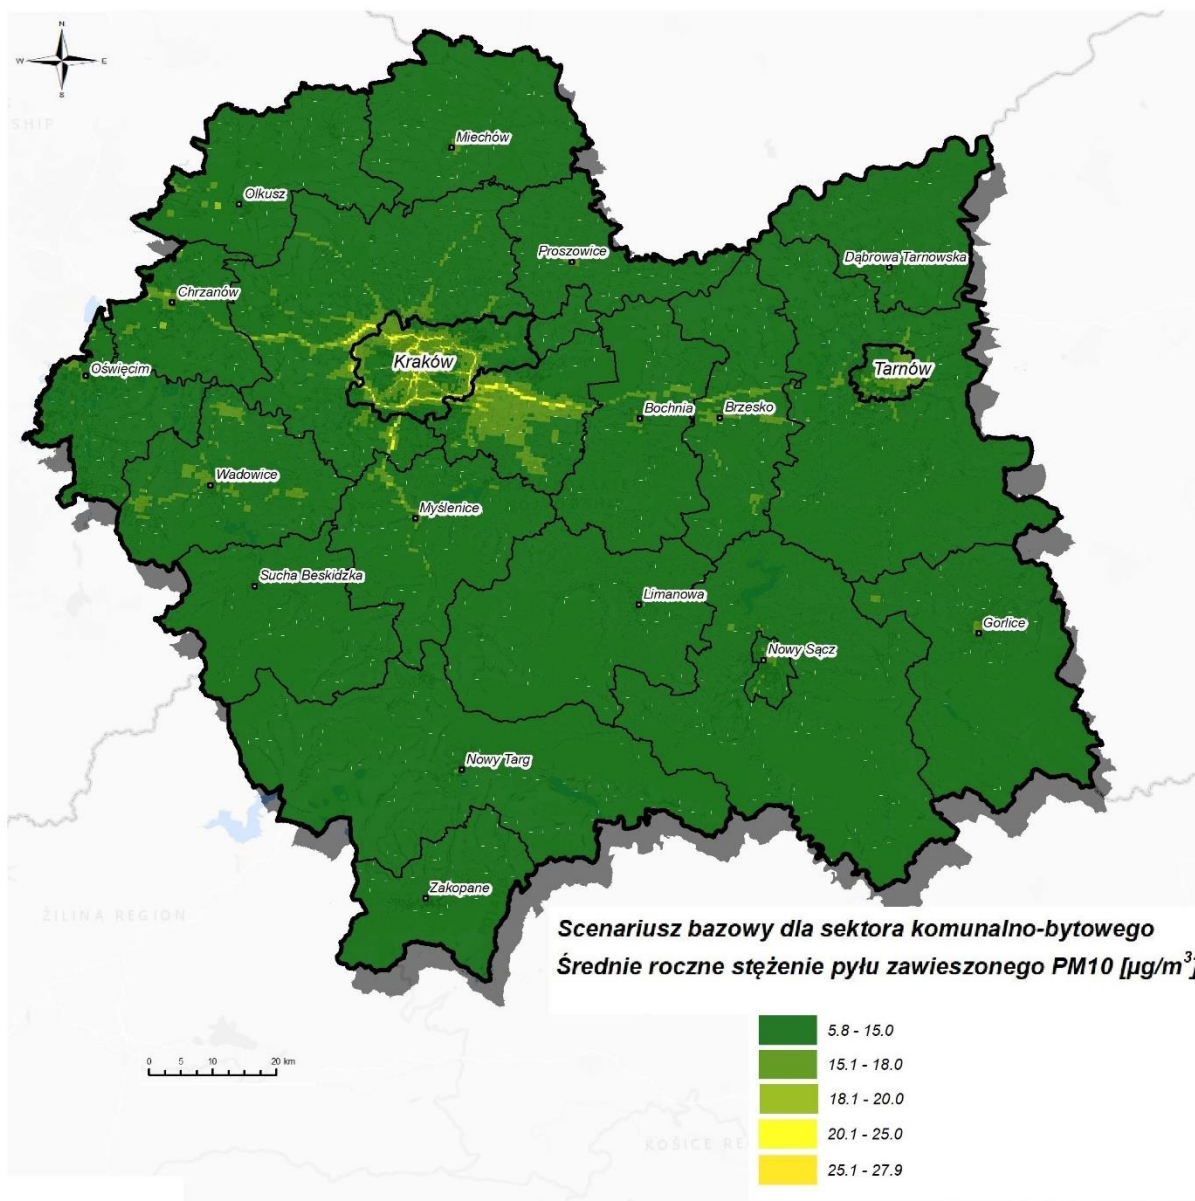 N
W E
S
SHIP
Miechów
Olkusz
Proszowice
Dąbrowa Tarnowska
Chrzanów
Kraków
Tarnów
Oświęcim
Bochnia
Brzesko
Wadowice
Myślenice
Sucha Beskidzka
Limanowa
Gorlice
Nowy Sącz
Nowy Targ
Zakopane
ŽILINA REGION
Scenariusz bazowy dla sektora komunalno-bytowego
Średnie roczne stężenie pyłu zawieszonego PM10 [µg/m³]
5.8 - 15.0
0 5 10 20 km
15.1 - 18.0
18.1 - 20.0
20.1 - 25.0
KOŠICE RE
25.1 - 27.9